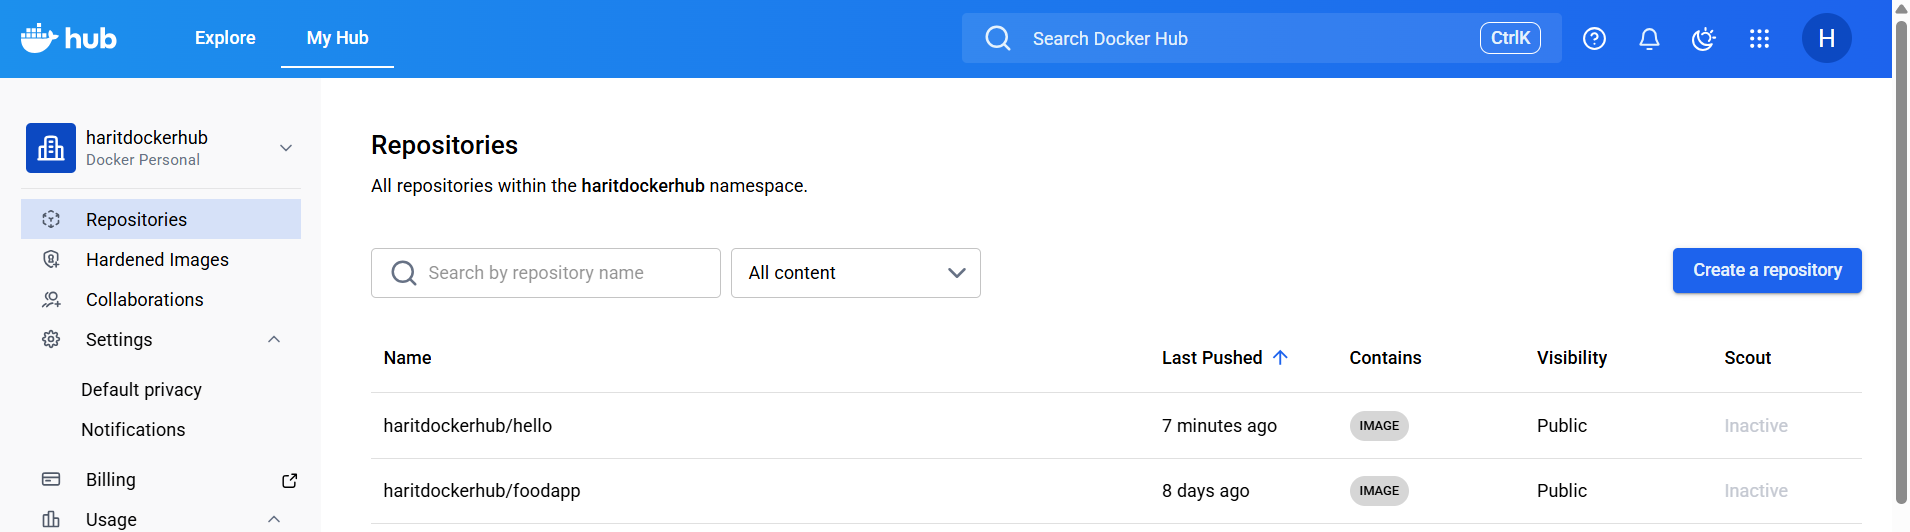 hub Explore My Hub Search Docker Hub CtrlK H
haritdockerhub
Docker Personal
Repositories
Hardened Images
Collaborations
Settings
Default privacy
Notifications
Billing
Usage
Repositories
All repositories within the haritdockerhub namespace.
Search by repository name All content Create a repository
Name Last Pushed Contains Visibility Scout
haritdockerhub/hello 7 minutes ago IMAGE Public Inactive
haritdockerhub/foodapp 8 days ago IMAGE Public Inactive